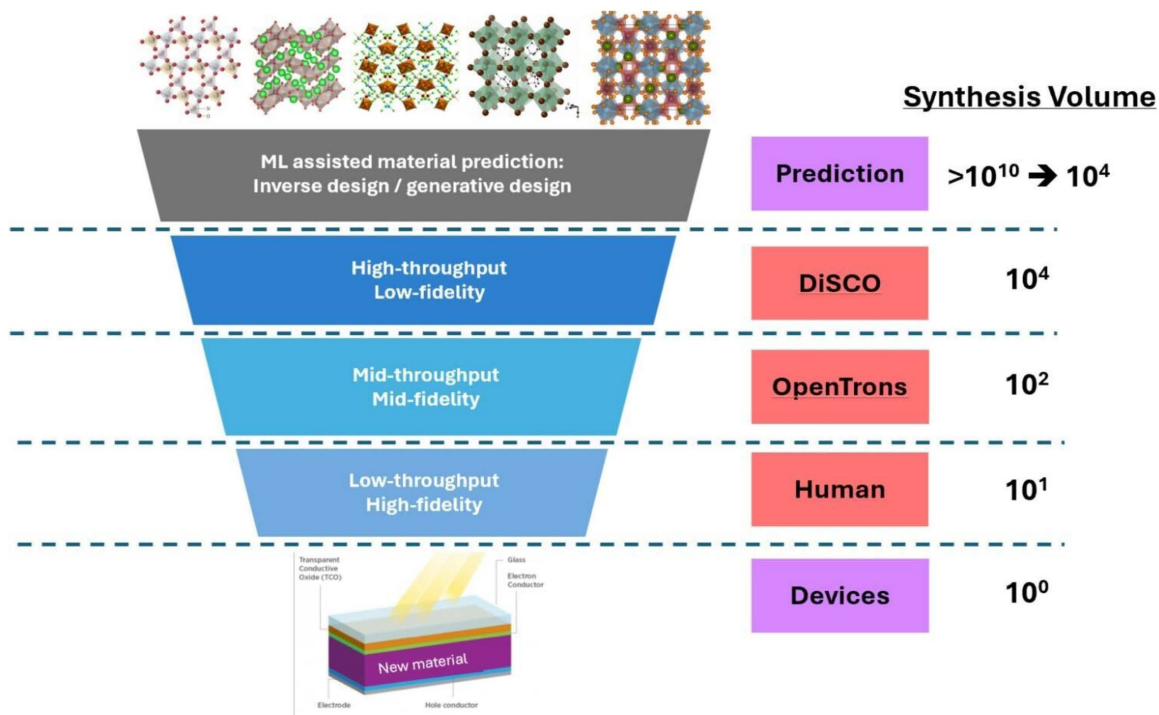 Synthesis Volume
ML assisted material prediction:
Inverse design / generative design
Prediction
>10¹⁰ ➔ 10⁴
High-throughput
Low-fidelity
DiSCO
10⁴
Mid-throughput
Mid-fidelity
OpenTrons
10²
Low-throughput
High-fidelity
Human
10¹
Transparent
Conductive
Oxide (TCO)
Glass
Electron
Conductor
New material
Electrode
Hole conductor
Devices
10⁰